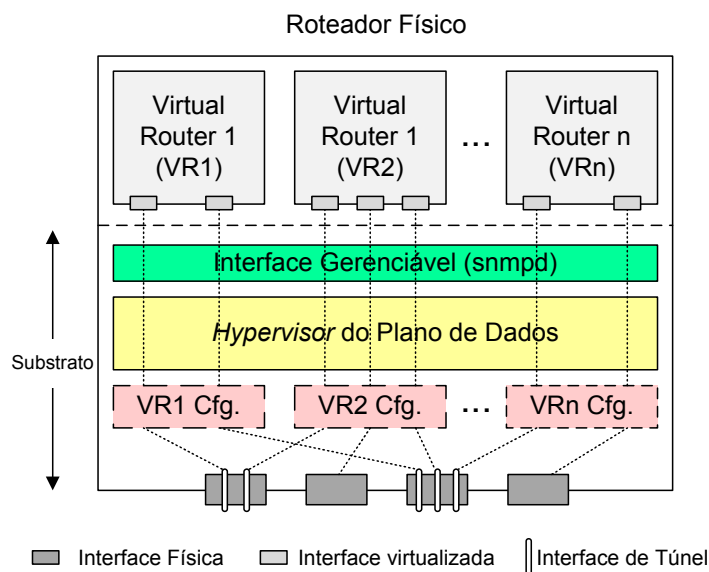 Roteador Físico
Virtual
Router 1
(VR1)
Virtual
Router 1
(VR2)
...
Virtual
Router n
(VRn)
Interface Gerenciável (snmpd)
Hypervisor do Plano de Dados
Substrato
VR1 Cfg.
VR2 Cfg.
...
VRn Cfg.
Interface Física
Interface virtualizada
Interface de Túnel